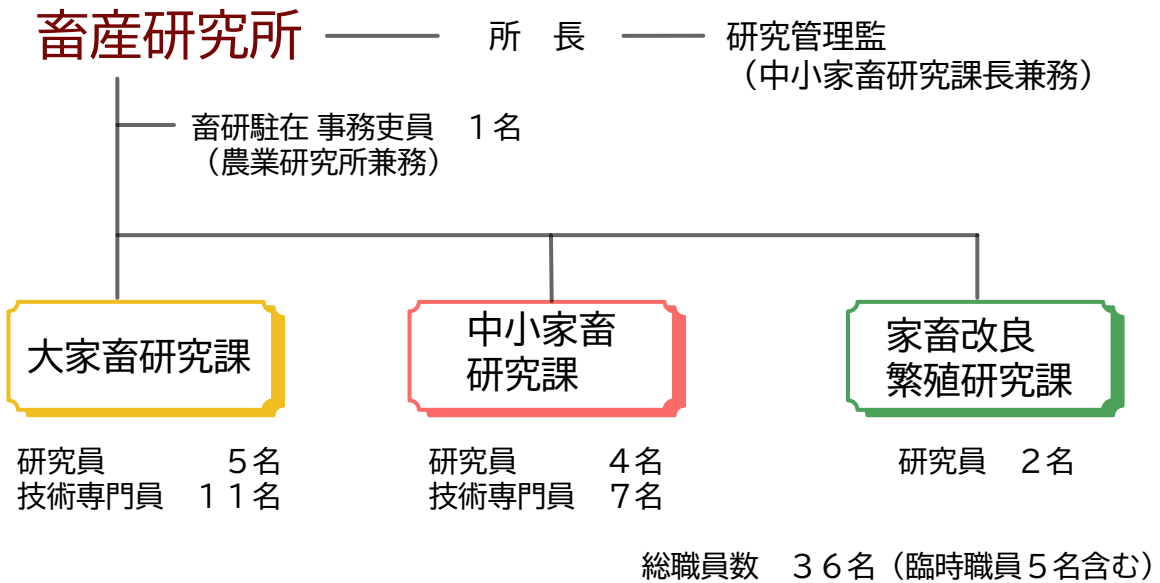 畜産研究所
所　長
研究管理監
（中小家畜研究課長兼務）
畜研駐在 事務吏員　１名
（農業研究所兼務）
大家畜研究課
中小家畜
研究課
家畜改良
繁殖研究課
研究員　　　　５名
技術専門員　１１名
研究員　　　４名
技術専門員　７名
研究員　２名
総職員数　３６名（臨時職員５名含む）